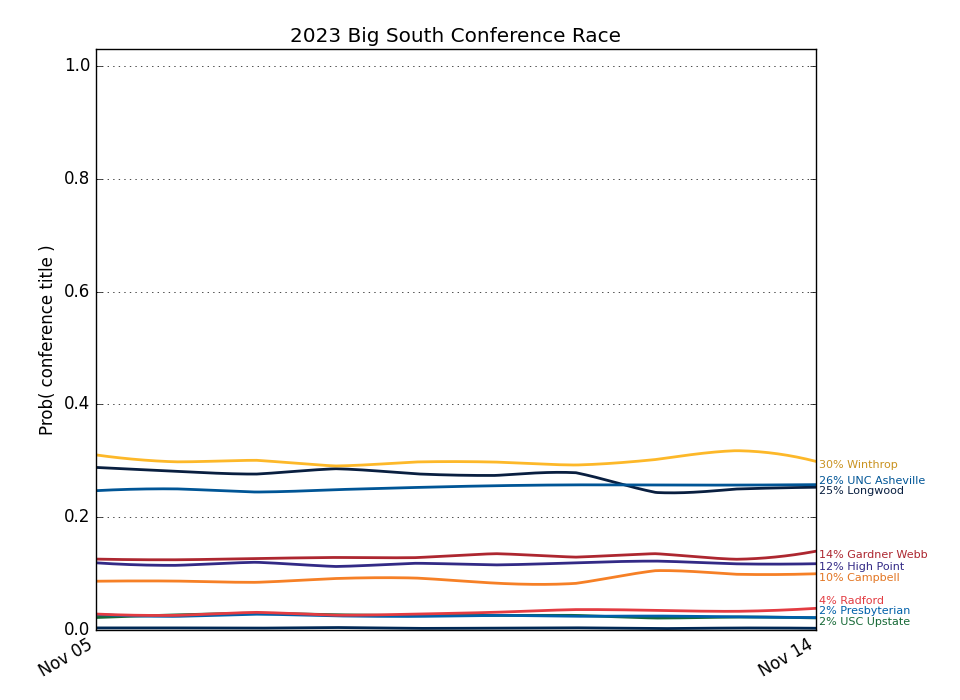 2023 Big South Conference Race
Prob( conference title )
1.0
0.8
0.6
0.4
0.2
0.0
30% Winthrop
26% UNC Asheville
25% Longwood
14% Gardner Webb
12% High Point
10% Campbell
4% Radford
2% Presbyterian
2% USC Upstate
Nov 05
Nov 14